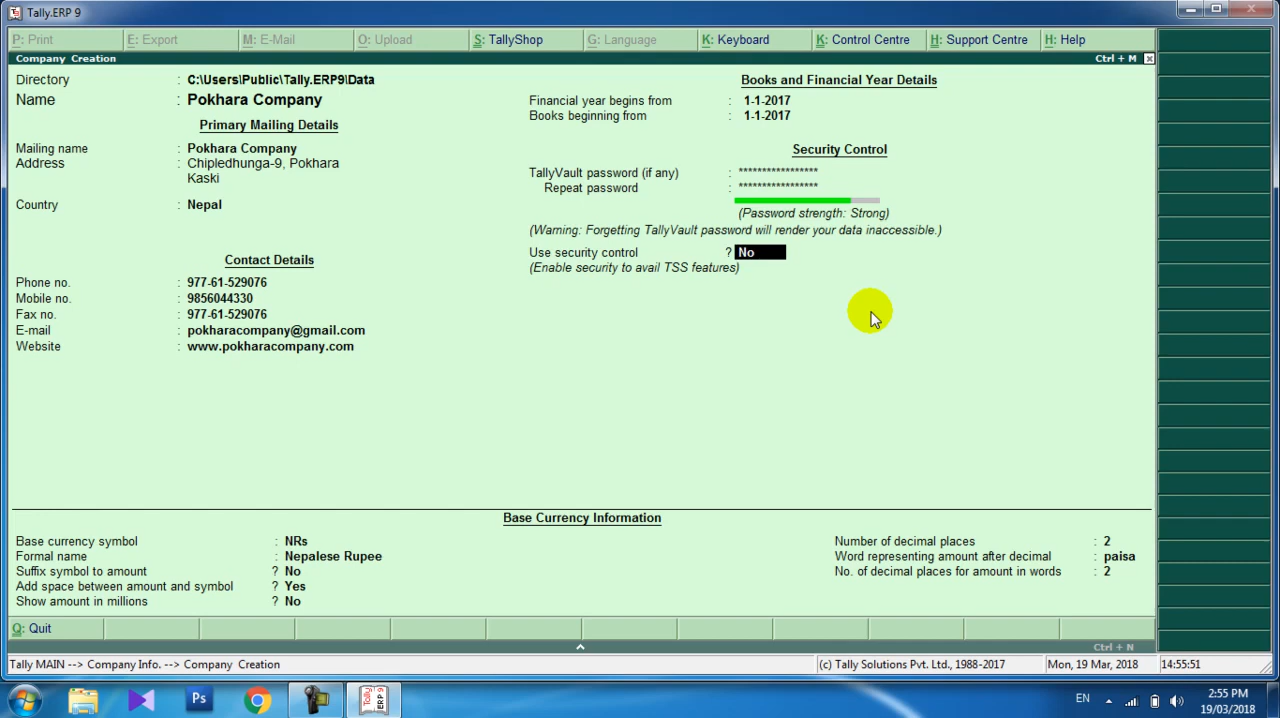 Tally.ERP 9
P: Print
E: Export
M: E-Mail
O: Upload
S: TallyShop
G: Language
K: Keyboard
K: Control Centre
H: Support Centre
H: Help
Company Creation
Ctrl + M
Directory : C:\Users\Public\Tally.ERP9\Data
Name : Pokhara Company
Primary Mailing Details
Mailing name : Pokhara Company
Address : Chipledhunga-9, Pokhara
Kaski
Country : Nepal
Contact Details
Phone no. : 977-61-529076
Mobile no. : 9856044330
Fax no. : 977-61-529076
E-mail : pokharacompany@gmail.com
Website : www.pokharacompany.com
Books and Financial Year Details
Financial year begins from : 1-1-2017
Books beginning from : 1-1-2017
Security Control
TallyVault password (if any) : *****************
Repeat password : *****************
(Password strength: Strong)
(Warning: Forgetting TallyVault password will render your data inaccessible.)
Use security control ? No
(Enable security to avail TSS features)
Base Currency Information
Base currency symbol : NRs
Formal name : Nepalese Rupee
Suffix symbol to amount ? No
Add space between amount and symbol ? Yes
Show amount in millions ? No
Number of decimal places : 2
Word representing amount after decimal : paisa
No. of decimal places for amount in words : 2
Q: Quit
Ctrl + N
Tally MAIN --> Company Info. --> Company Creation
(c) Tally Solutions Pvt. Ltd., 1988-2017
Mon, 19 Mar, 2018
14:55:51
Ps
Tally ERP 9
EN
2:55 PM
19/03/2018